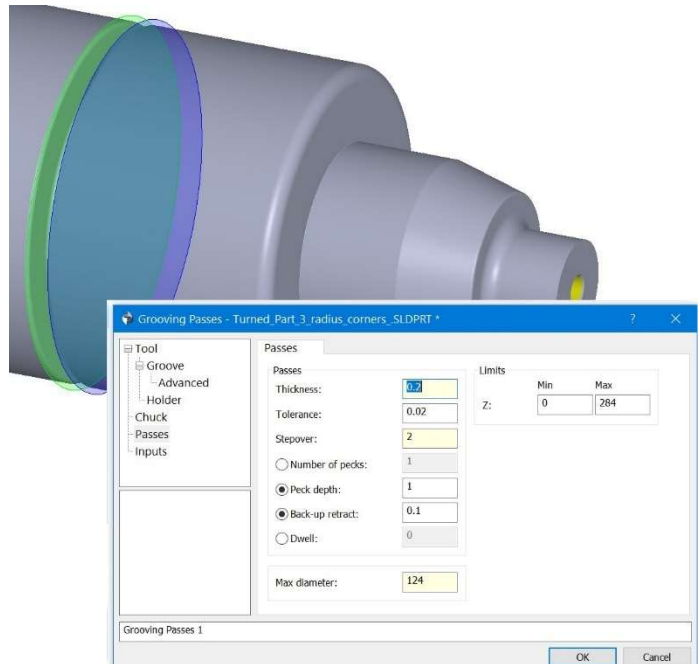 Grooving Passes - Turned_Part_3_radius_corners_.SLDPRT *
? ×
Tool
Groove
Advanced
Holder
Chuck
Passes
Inputs
Passes
Passes
Thickness: 0.2
Tolerance: 0.02
Stepover: 2
Number of pecks: 1
Peck depth: 1
Back-up retract: 0.1
Dwell: 0
Max diameter: 124
Limits
Min Max
Z: 0 284
Grooving Passes 1
OK Cancel